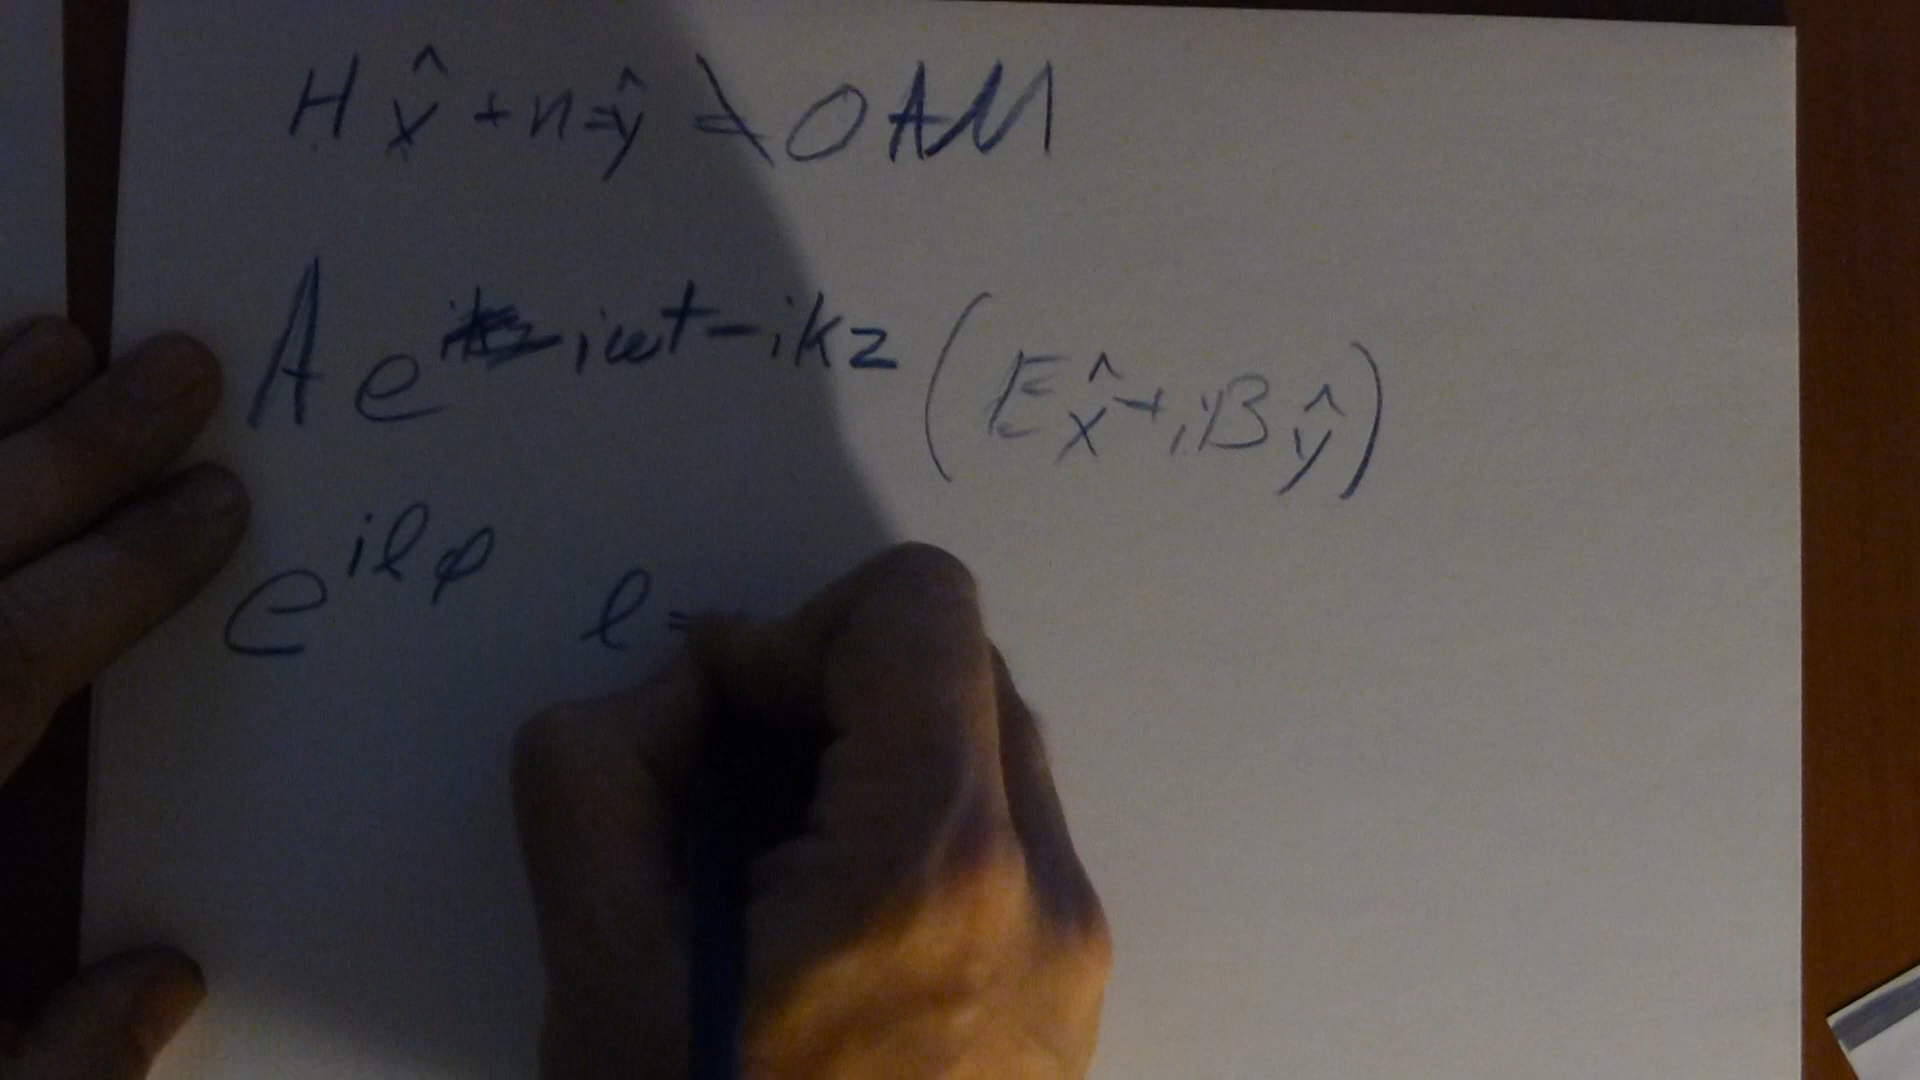 H x̂ + n ŷ ≠ OAM
A e^{iωt-ikz} (E x̂ + iB ŷ)
e^{ilφ} l =